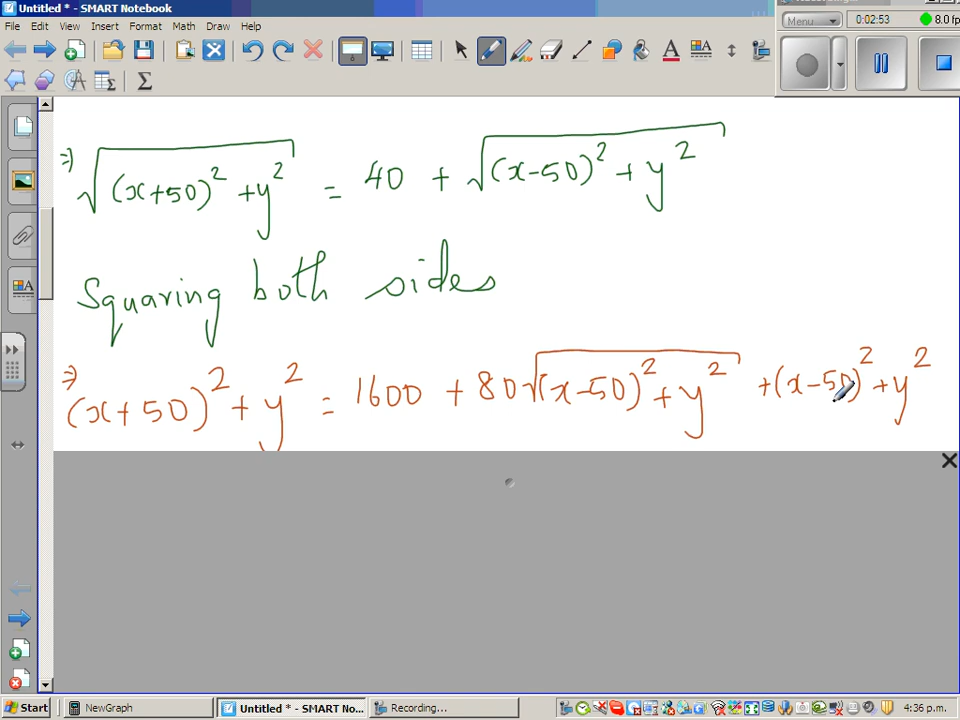 Untitled * - SMART Notebook
File Edit View Insert Format Math Draw Help
Menu 0:02:53 8.0 fp
⇒ √((x+50)² + y²) = 40 + √((x-50)² + y²)
Squaring both sides
⇒ (x+50)² + y² = 1600 + 80√((x-50)² + y²) + (x-50)² + y²
Start NewGraph Untitled * - SMART No... Recording... 4:36 p.m.